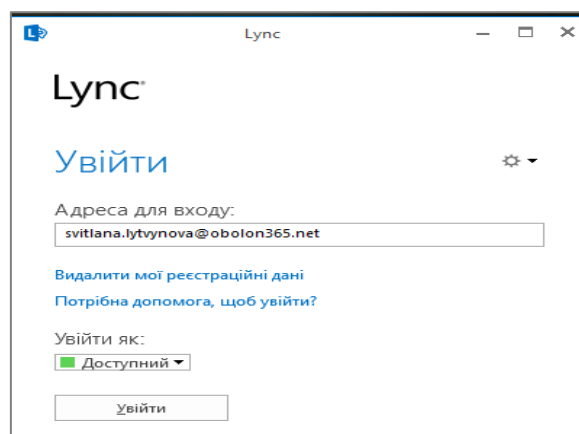 Lync
Lync
Увійти
Адреса для входу:
svitlana.lytvynova@obolon365.net
Видалити мої реєстраційні дані
Потрібна допомога, щоб увійти?
Увійти як:
Доступний
Увійти